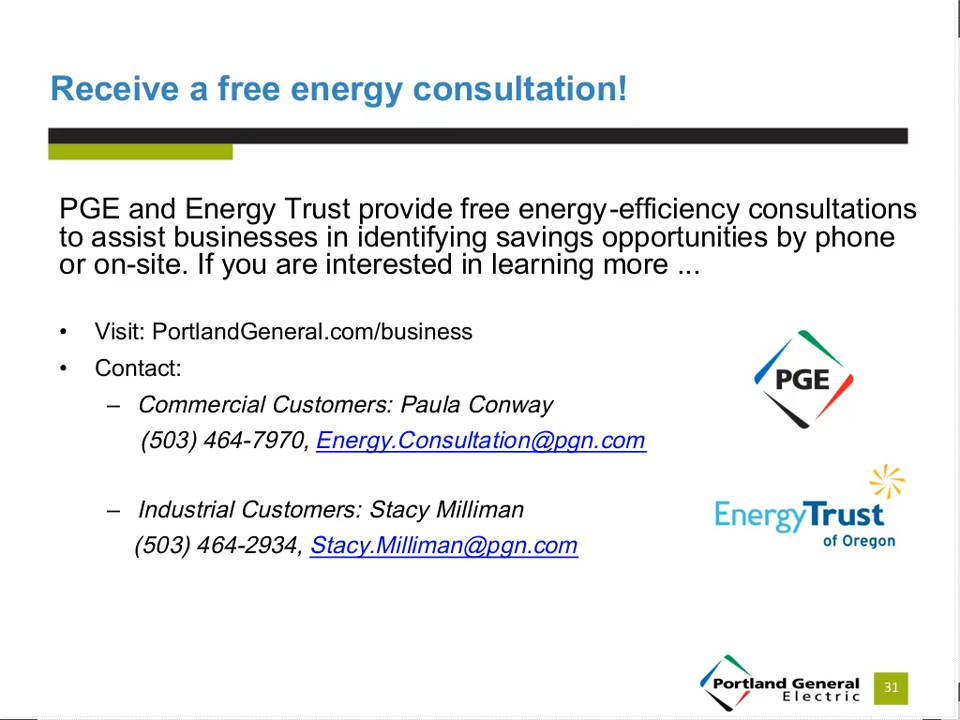 Receive a free energy consultation!
PGE and Energy Trust provide free energy-efficiency consultations
to assist businesses in identifying savings opportunities by phone
or on-site. If you are interested in learning more ...
• Visit: PortlandGeneral.com/business
• Contact:
– Commercial Customers: Paula Conway
(503) 464-7970, Energy.Consultation@pgn.com
– Industrial Customers: Stacy Milliman
(503) 464-2934, Stacy.Milliman@pgn.com
PGE
EnergyTrust
of Oregon
Portland General
Electric
31